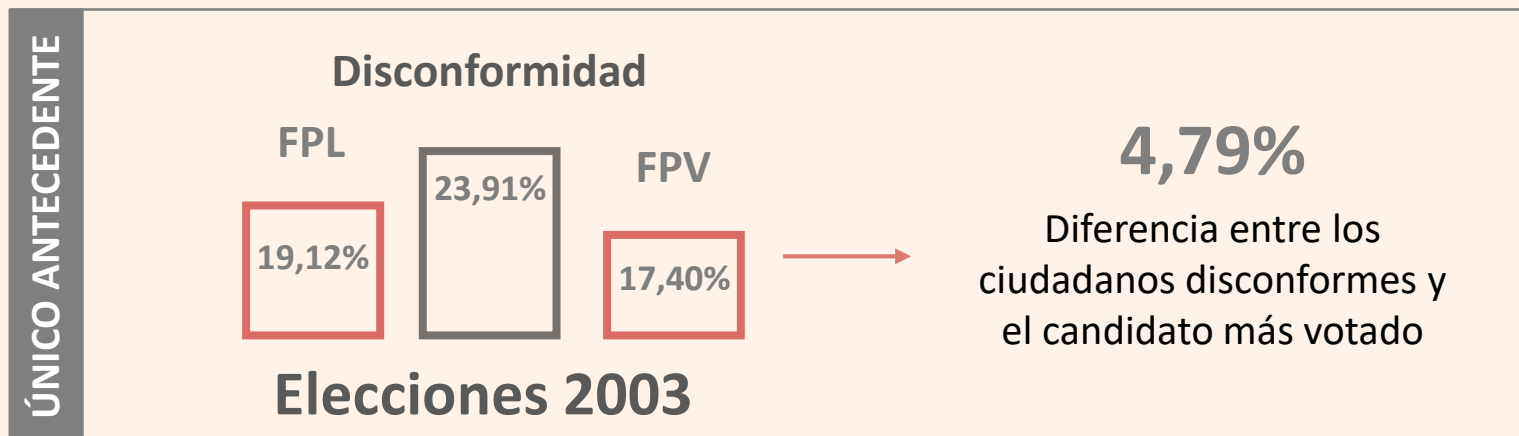 ÚNICO ANTECEDENTE
Disconformidad
FPL
23,91%
FPV
19,12%
17,40%
Elecciones 2003
4,79%
Diferencia entre los
ciudadanos disconformes y
el candidato más votado